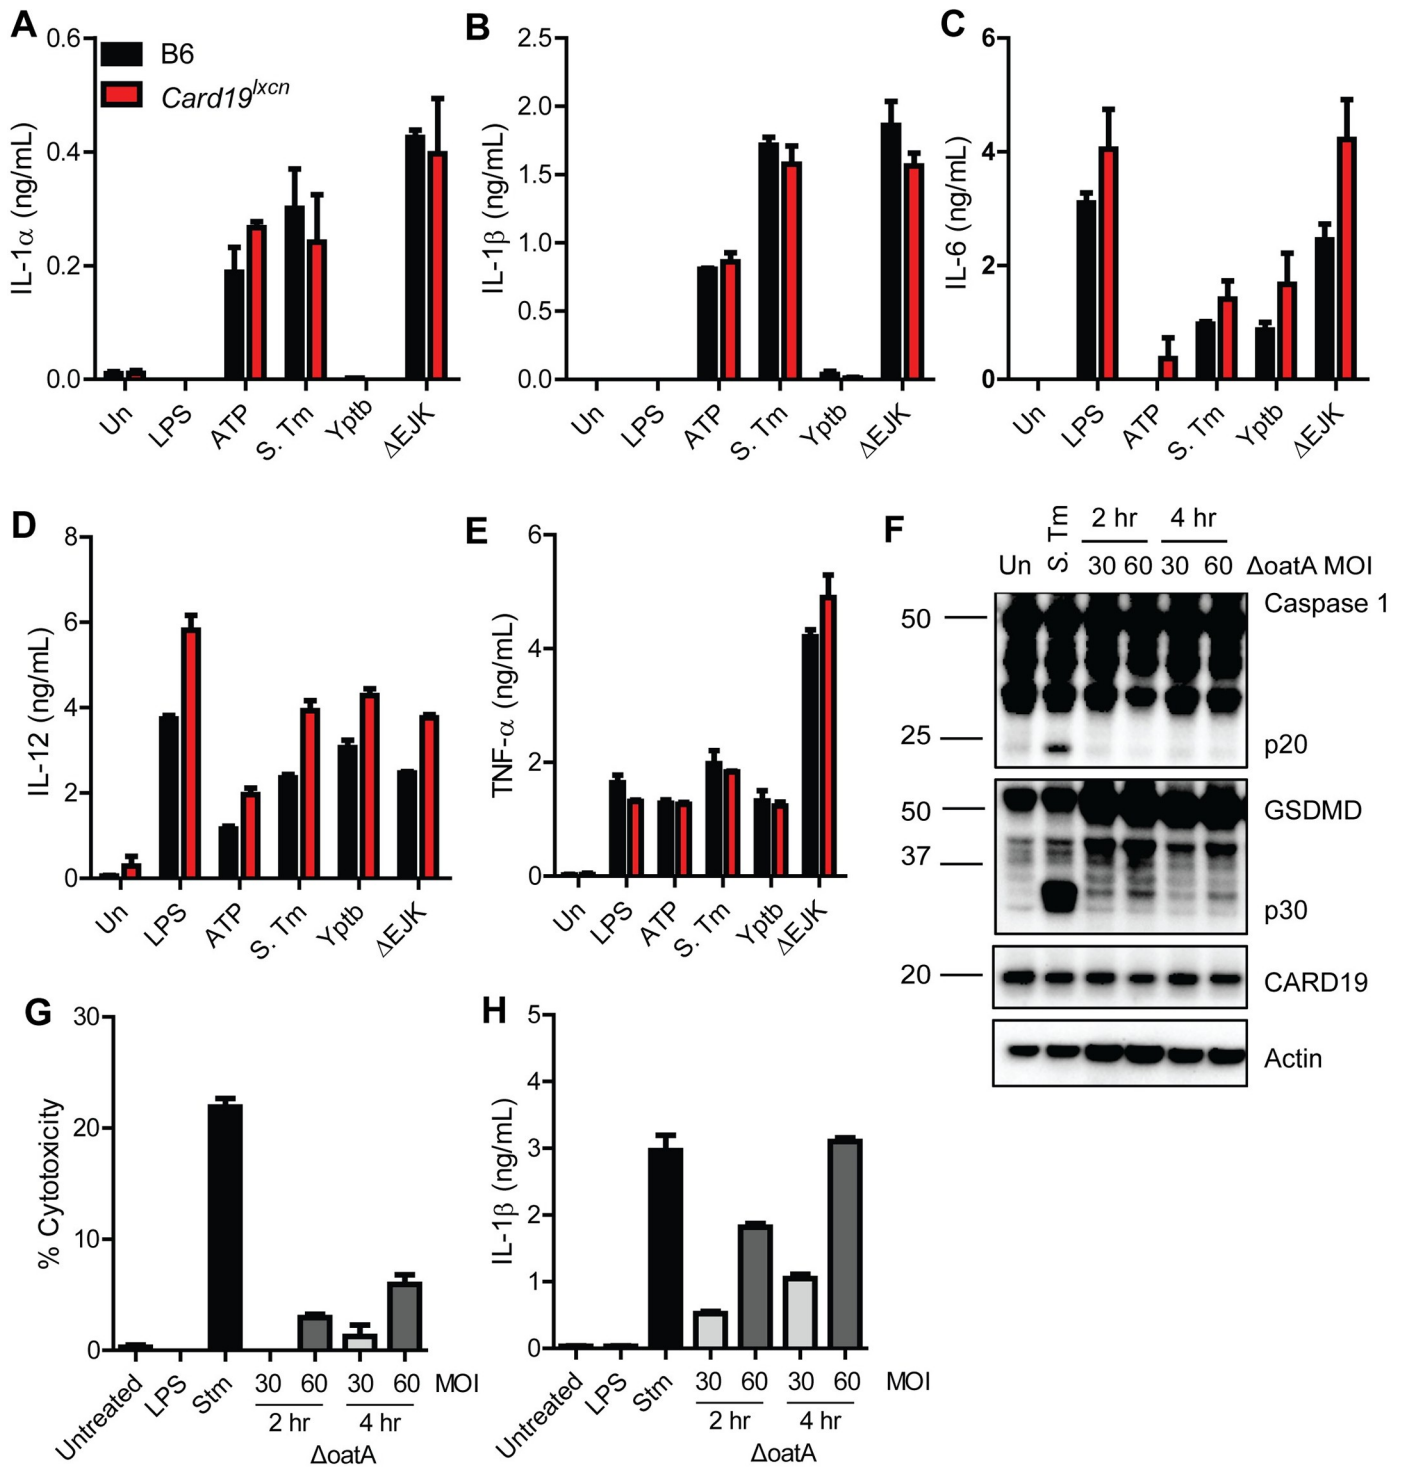 A
0.6
0.4
0.2
0.0
IL-1α (ng/mL)
B6
Card19lxcn
Un
LPS
ATP
S. Tm
Yptb
ΔEJK
B
2.5
2.0
1.5
1.0
0.5
0.0
IL-1β (ng/mL)
Un
LPS
ATP
S. Tm
Yptb
ΔEJK
C
6
4
2
0
IL-6 (ng/mL)
Un
LPS
ATP
S. Tm
Yptb
ΔEJK
D
8
6
4
2
0
IL-12 (ng/mL)
Un
LPS
ATP
S. Tm
Yptb
ΔEJK
E
6
4
2
0
TNF-α (ng/mL)
Un
LPS
ATP
S. Tm
Yptb
ΔEJK
F
2 hr 4 hr
Un S. Tm 30 60 30 60 ΔoatA MOI
50
Caspase 1
25
p20
50
GSDMD
37
p30
20
CARD19
Actin
G
30
20
10
0
% Cytotoxicity
Untreated
LPS
Stm
30 60 30 60 MOI
2 hr 4 hr
ΔoatA
H
5
4
3
2
1
0
IL-1β (ng/mL)
Untreated
LPS
Stm
30 60 30 60 MOI
2 hr 4 hr
ΔoatA